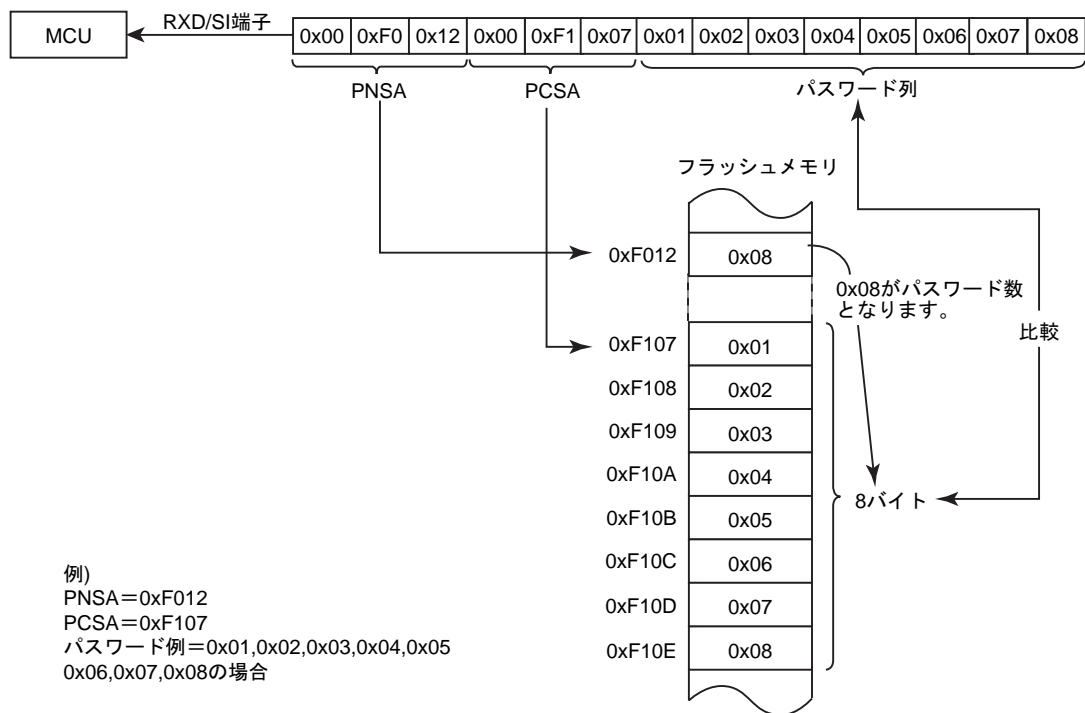 MCU
RXD/SI端子
0x00 0xF0 0x12 0x00 0xF1 0x07 0x01 0x02 0x03 0x04 0x05 0x06 0x07 0x08
PNSA
PCSA
パスワード列
フラッシュメモリ
0xF012
0x08
0x08がパスワード数
となります。
0xF107
0x01
比較
0xF108
0x02
0xF109
0x03
0xF10A
0x04
0xF10B
0x05
8バイト
0xF10C
0x06
0xF10D
0x07
0xF10E
0x08
例)
PNSA＝0xF012
PCSA＝0xF107
パスワード例＝0x01,0x02,0x03,0x04,0x05
0x06,0x07,0x08の場合